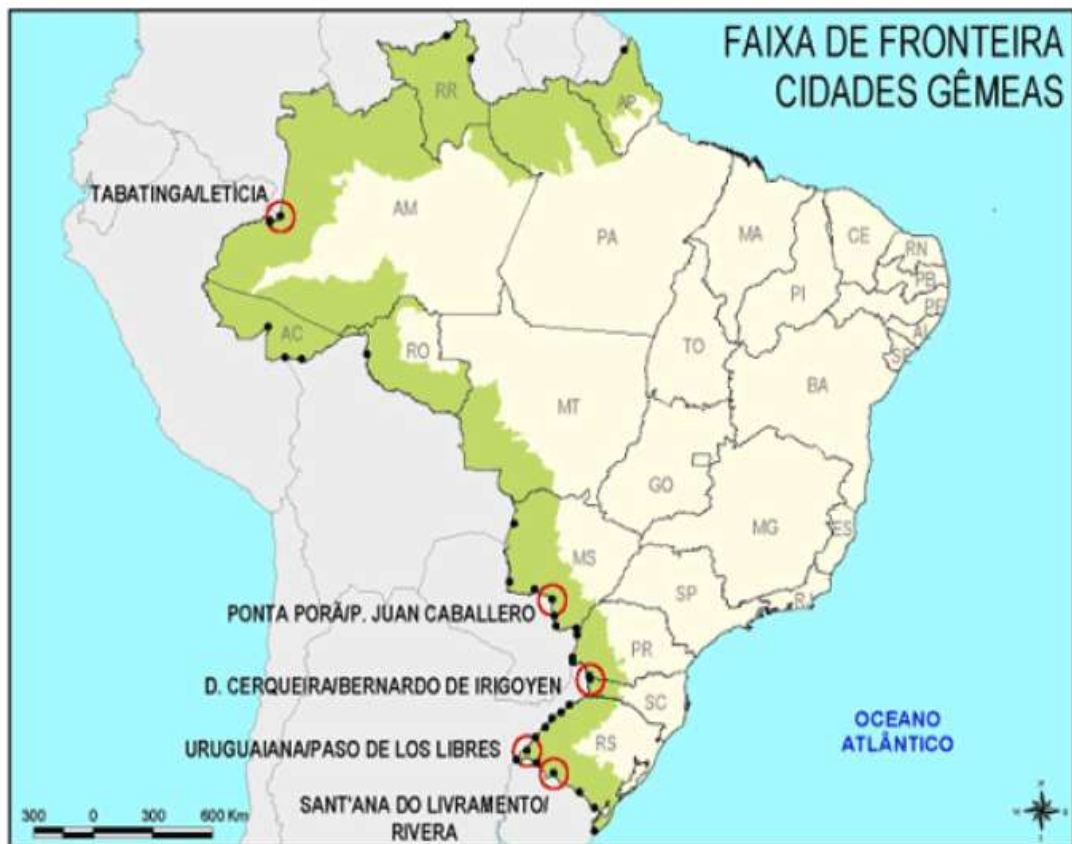 FAIXA DE FRONTEIRA
CIDADES GÊMEAS
RR
AP
TABATINGA/LETÍCIA
AM
PA
MA
CE
RN
PB
PE
AL
SE
PI
AC
RO
TO
BA
MT
GO
MG
ES
MS
SP
RJ
PONTA PORÃ/P. JUAN CABALLERO
PR
D. CERQUEIRA/BERNARDO DE IRIGOYEN
SC
URUGUAIANA/PASO DE LOS LIBRES
RS
OCEANO
ATLÂNTICO
SANT'ANA DO LIVRAMENTO/
RIVERA
300 0 300 600 Km